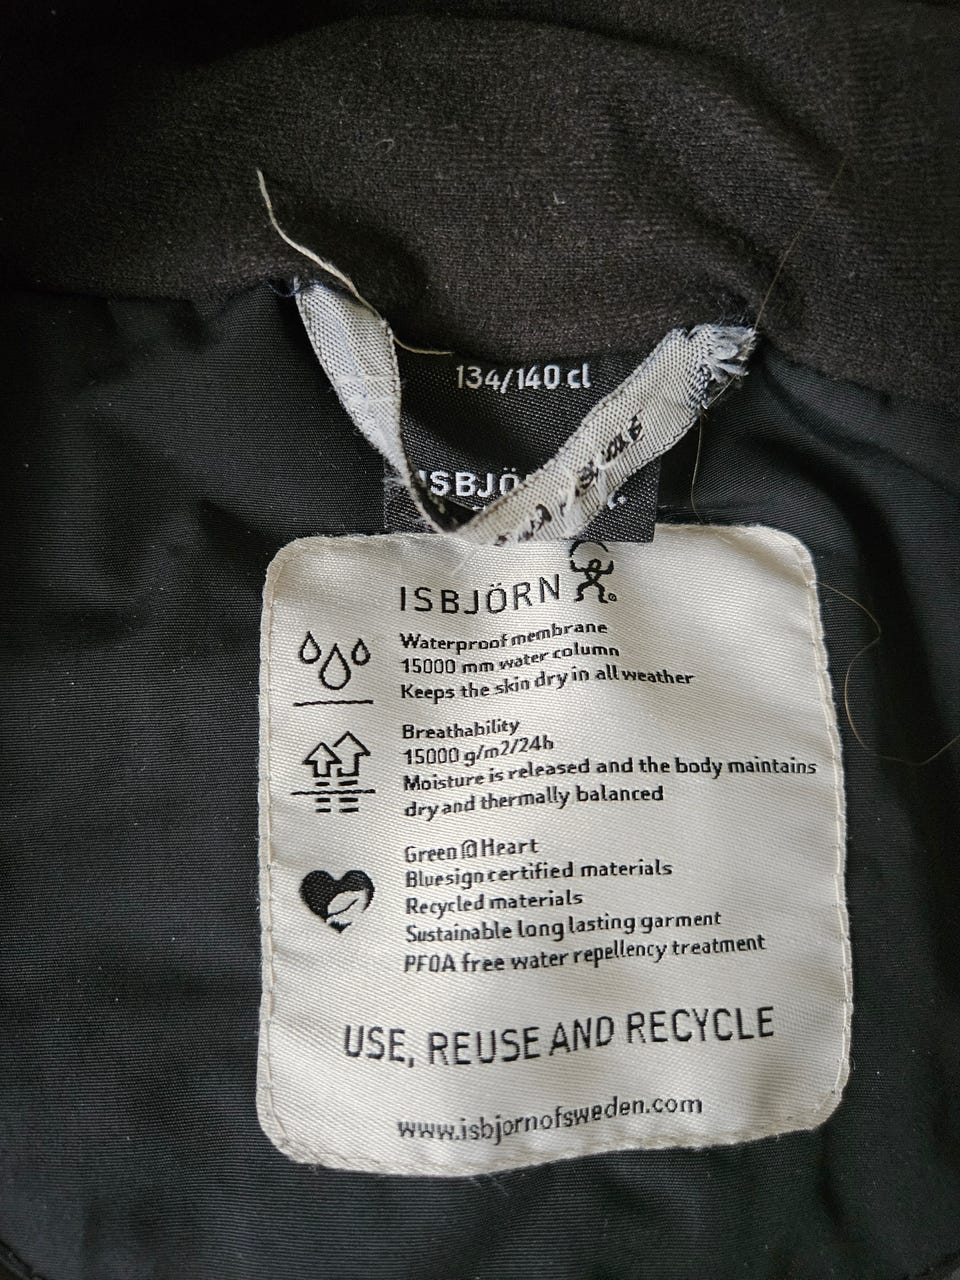 134/140 cl
ISBJÖ
ISBJÖRN
Waterproof membrane
15000 mm water column
Keeps the skin dry in all weather
Breathability
15000 g/m2/24h
Moisture is released and the body maintains
dry and thermally balanced
Green@Heart
Bluesign certified materials
Recycled materials
Sustainable long lasting garment
PFOA free water repellency treatment
USE, REUSE AND RECYCLE
www.isbjornofsweden.com